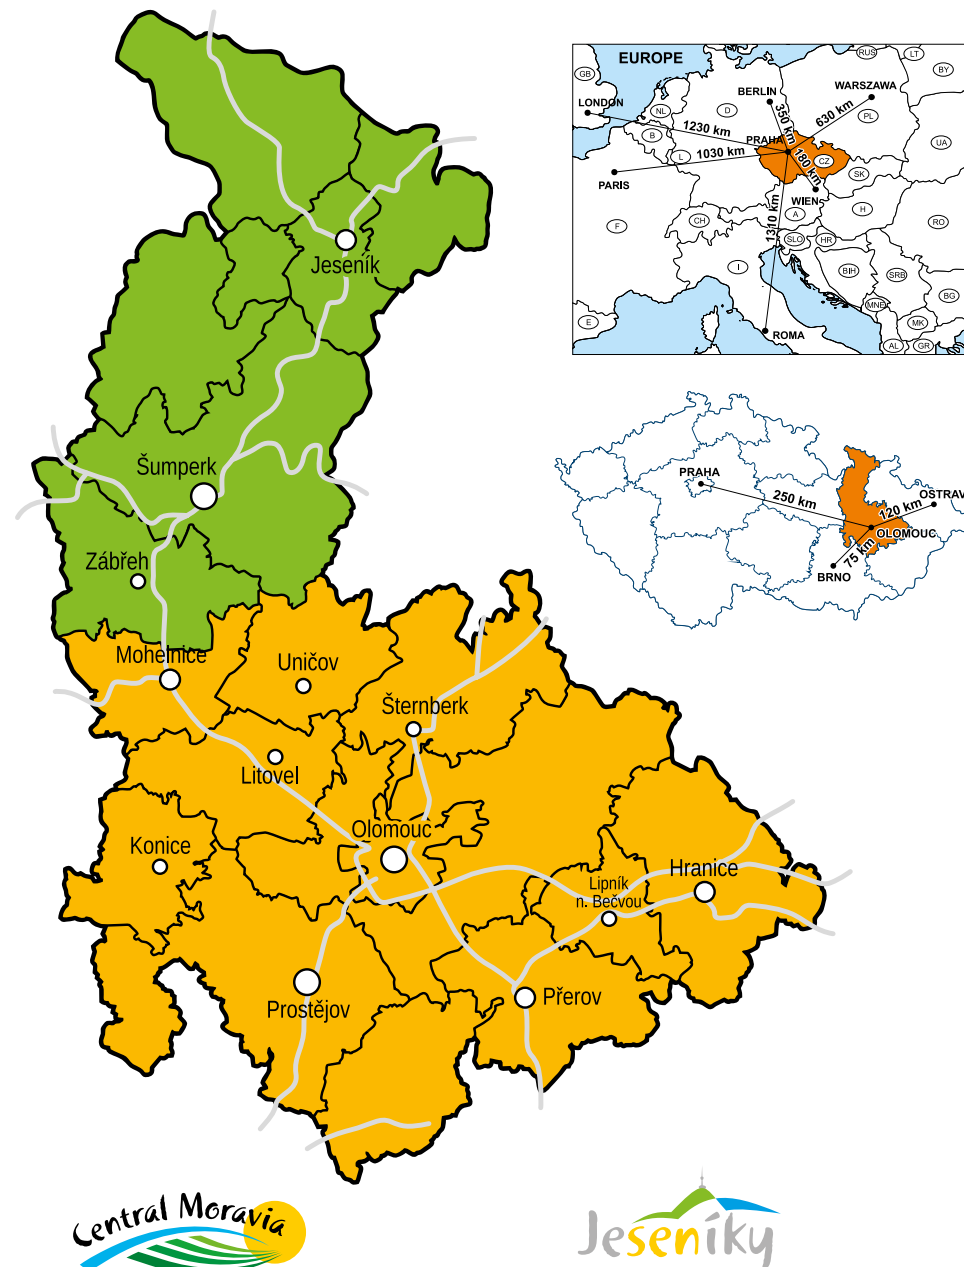 Jeseník
Šumperk
Zábřeh
Mohelnice
Uničov
Šternberk
Litovel
Olomouc
Konice
Hranice
Lipník
n. Bečvou
Prostějov
Přerov
EUROPE
GB
LONDON
NL
B
L
D
BERLIN
WARSZAWA
RUS
LT
BY
PL
UA
630 km
350 km
1230 km
PRAHA
1030 km
180 km
CZ
SK
PARIS
WIEN
F
CH
A
H
RO
1310 km
SLO
HR
I
BIH
SRB
BG
MNE
MK
E
ROMA
AL
GR
PRAHA
250 km
OSTRAV
120 km
OLOMOUC
75 km
BRNO
Central Moravia
Jeseníky